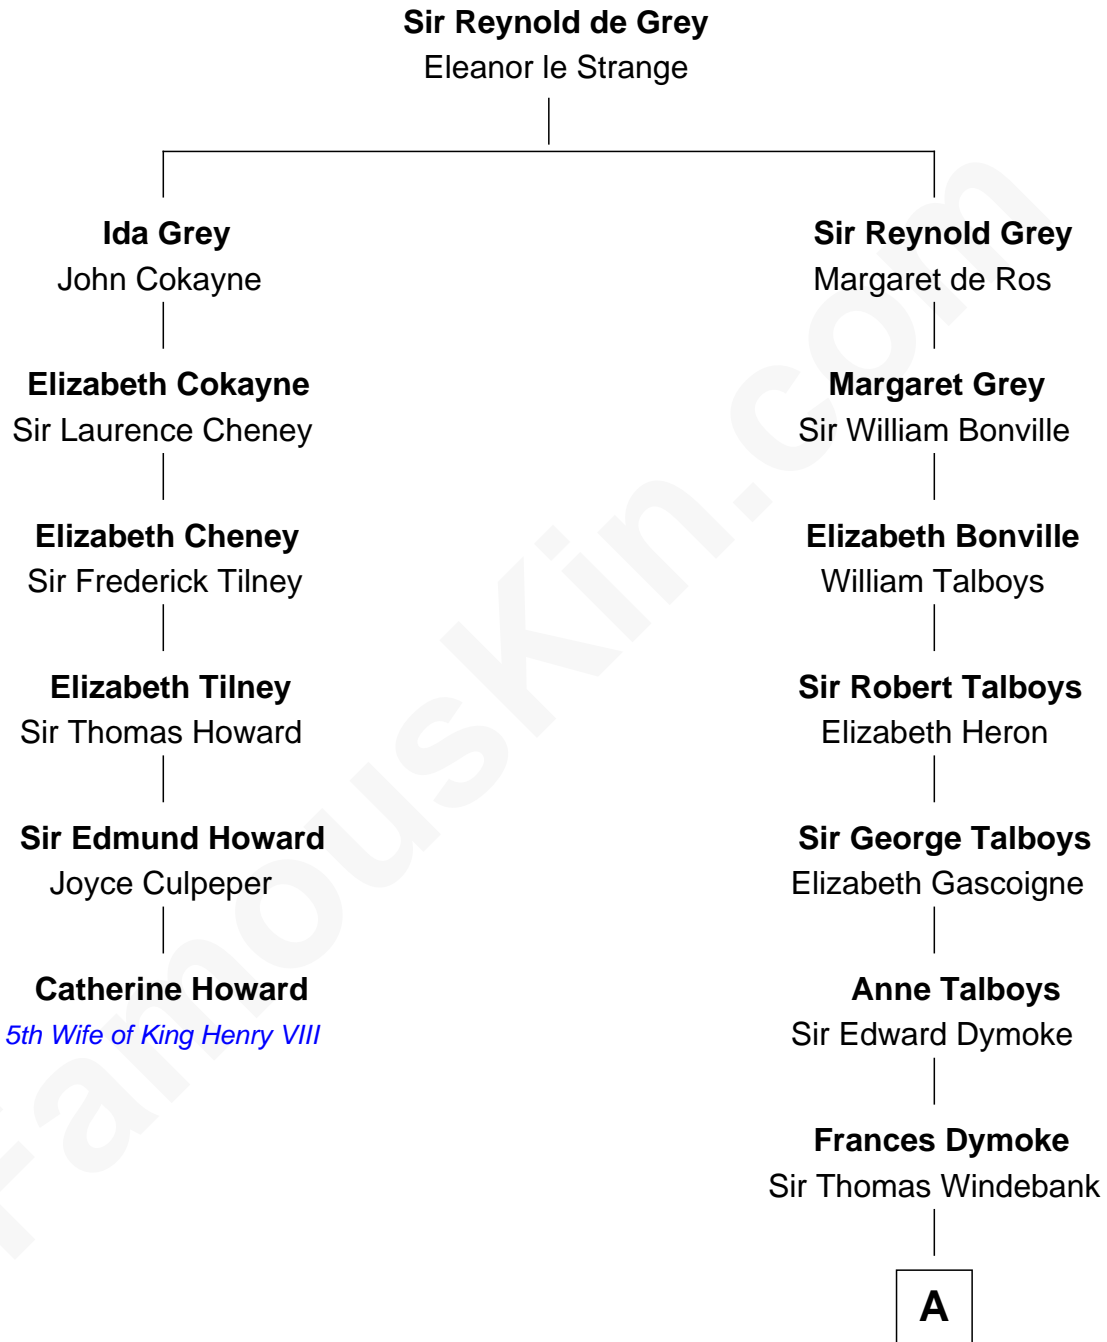 Sir Reynold de Grey
Eleanor le Strange
Ida Grey
John Cokayne
Sir Reynold Grey
Margaret de Ros
Elizabeth Cokayne
Sir Laurence Cheney
Margaret Grey
Sir William Bonville
Elizabeth Cheney
Sir Frederick Tilney
Elizabeth Bonville
William Talboys
Elizabeth Tilney
Sir Thomas Howard
Sir Robert Talboys
Elizabeth Heron
Sir Edmund Howard
Joyce Culpeper
Sir George Talboys
Elizabeth Gascoigne
Catherine Howard
5th Wife of King Henry VIII
Anne Talboys
Sir Edward Dymoke
Frances Dymoke
Sir Thomas Windebank
A
FamousKin.com